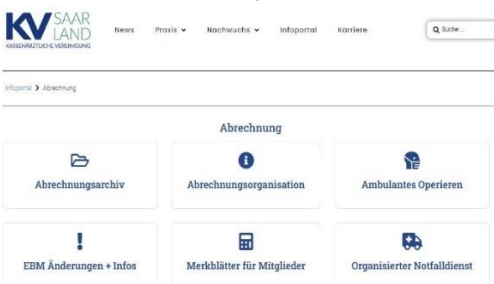 KV SAAR
LAND
KASSENÄRZTLICHE VEREINIGUNG
News Praxis Nachwuchs Infoportal Karriere Suche...
Infoportal > Abrechnung
Abrechnung
Abrechnungsarchiv Abrechnungsorganisation Ambulantes Operieren
EBM Änderungen + Infos Merkblätter für Mitglieder Organisierter Notfalldienst